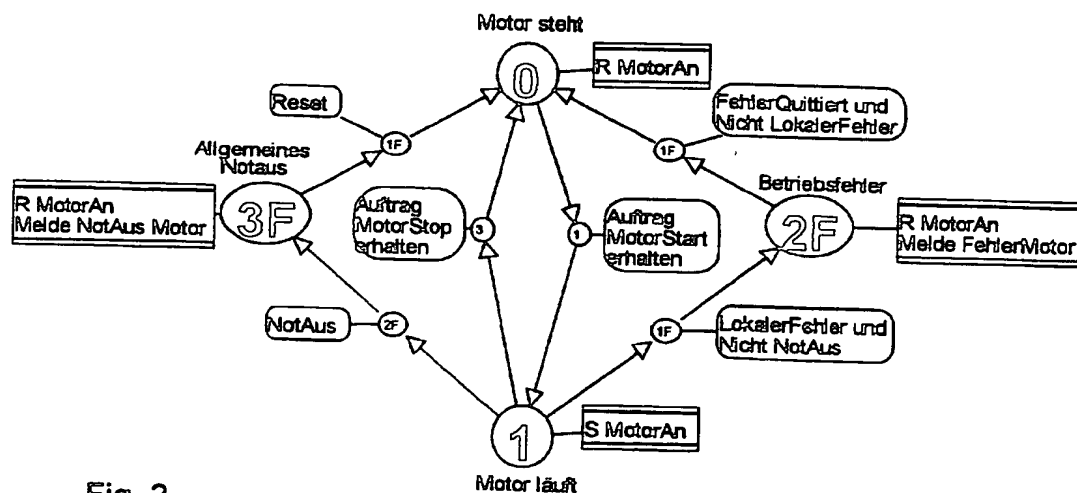 Motor steht
0
R MotorAn
Reset
1F
FehlerQuittiert und
Nicht LokalerFehler
1F
Allgemeines
Notaus
3F
R MotorAn
Melde NotAus Motor
Auftrag
MotorStop
erhalten
3
1
Auftrag
MotorStart
erhalten
Betriebsfehler
2F
R MotorAn
Melde FehlerMotor
NotAus
2F
1F
LokalerFehler und
Nicht NotAus
1
S MotorAn
Motor läuft
Fig. 2